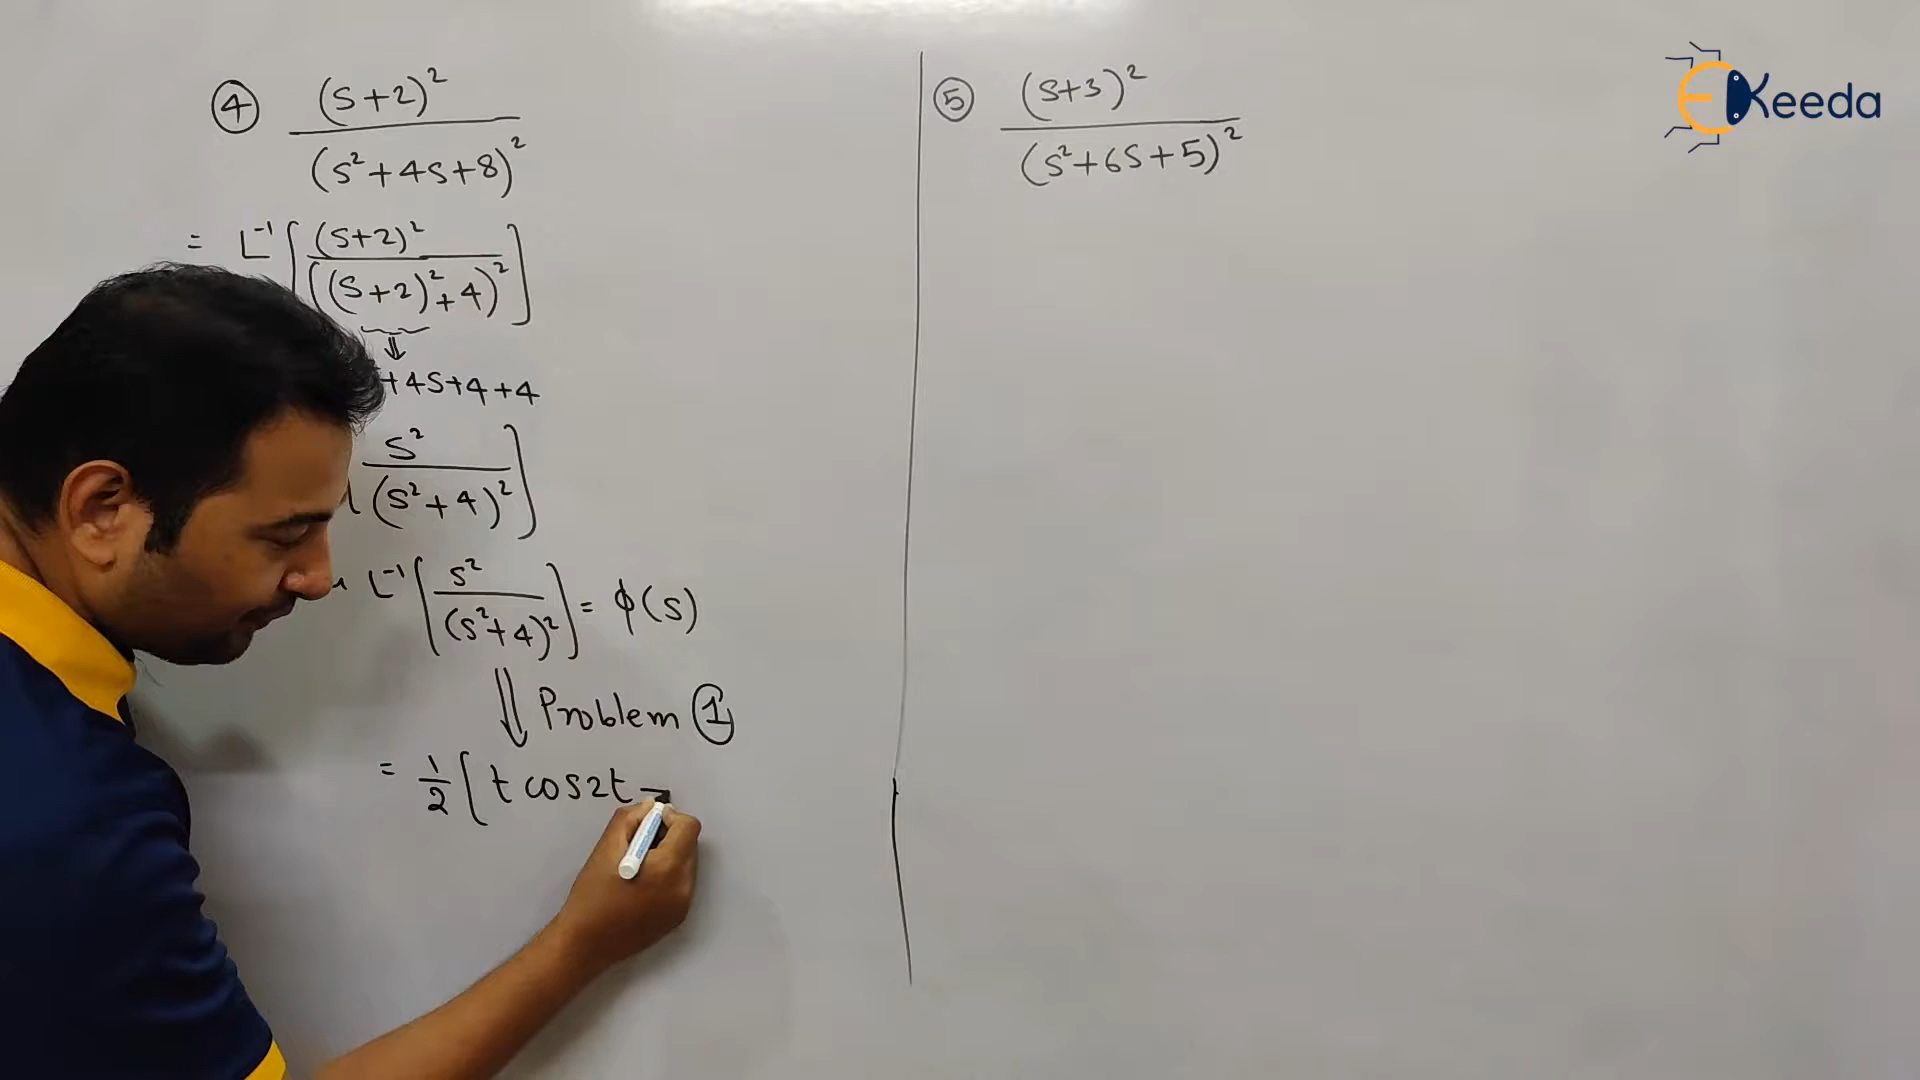 ④ (s+2)²
(s²+4s+8)²
= L⁻¹[(s+2)²
((s+2)²+4)²]
⇓
+4s+4+4
s²
(s²+4)²]
L⁻¹[s²
(s²+4)²] = φ(s)
⇓ Problem ①
= 1/2 [t cos2t -
⑤ (s+3)²
(s²+6s+5)²
EKeeda